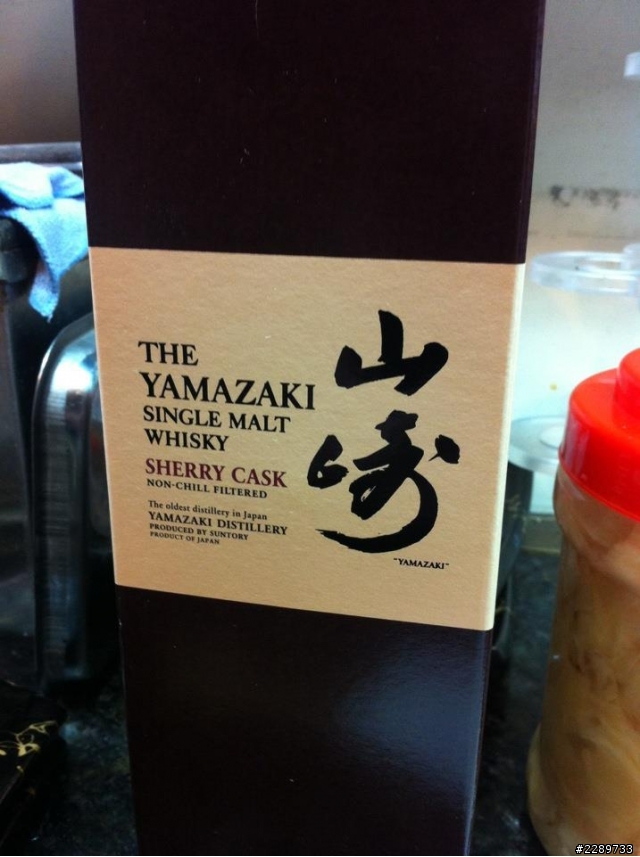 THE
YAMAZAKI
SINGLE MALT
WHISKY
SHERRY CASK
NON-CHILL FILTERED
The oldest distillery in Japan
YAMAZAKI DISTILLERY
PRODUCED BY SUNTORY
PRODUCT OF JAPAN
山
崎
"YAMAZAKI"
#2289733